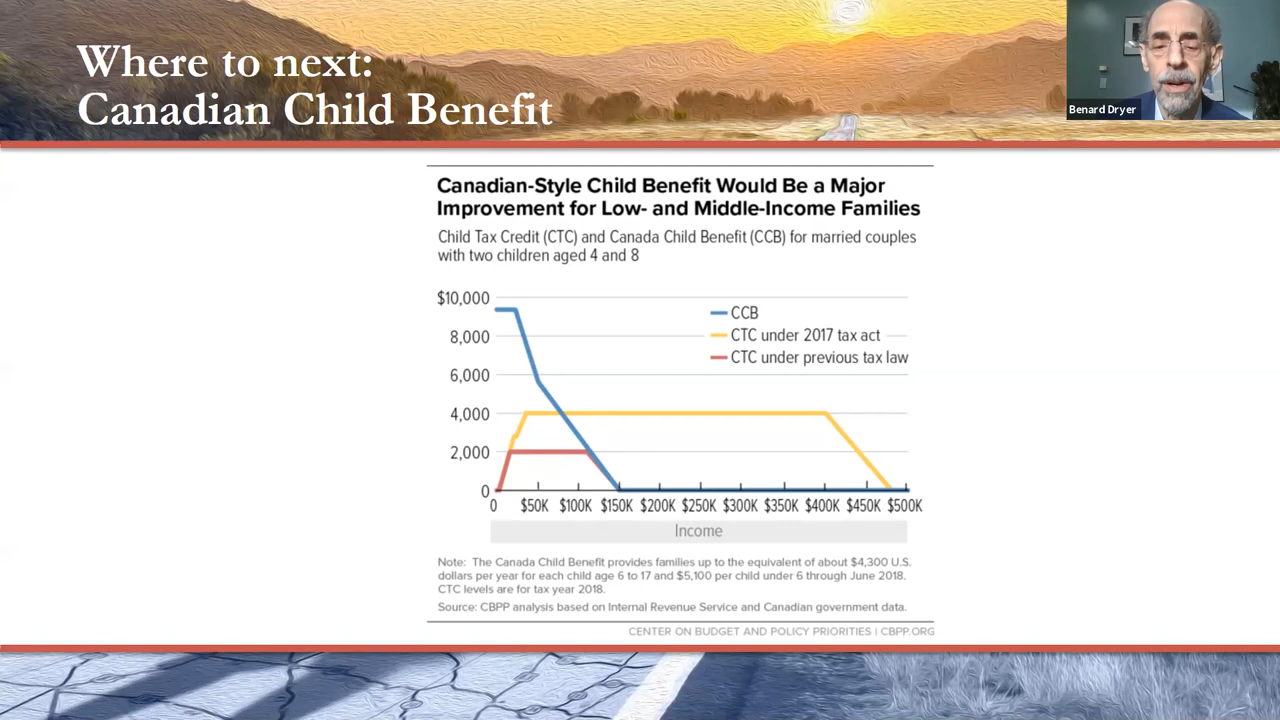 Where to next:
Canadian Child Benefit
Benard Dryer
Canadian-Style Child Benefit Would Be a Major
Improvement for Low- and Middle-Income Families
Child Tax Credit (CTC) and Canada Child Benefit (CCB) for married couples
with two children aged 4 and 8
$10,000
8,000
6,000
4,000
2,000
0
CCB
CTC under 2017 tax act
CTC under previous tax law
0 $50K $100K $150K $200K $250K $300K $350K $400K $450K $500K
Income
Note: The Canada Child Benefit provides families up to the equivalent of about $4,300 U.S.
dollars per year for each child age 6 to 17 and $5,100 per child under 6 through June 2018.
CTC levels are for tax year 2018.
Source: CBPP analysis based on Internal Revenue Service and Canadian government data.
CENTER ON BUDGET AND POLICY PRIORITIES | CBPP.ORG